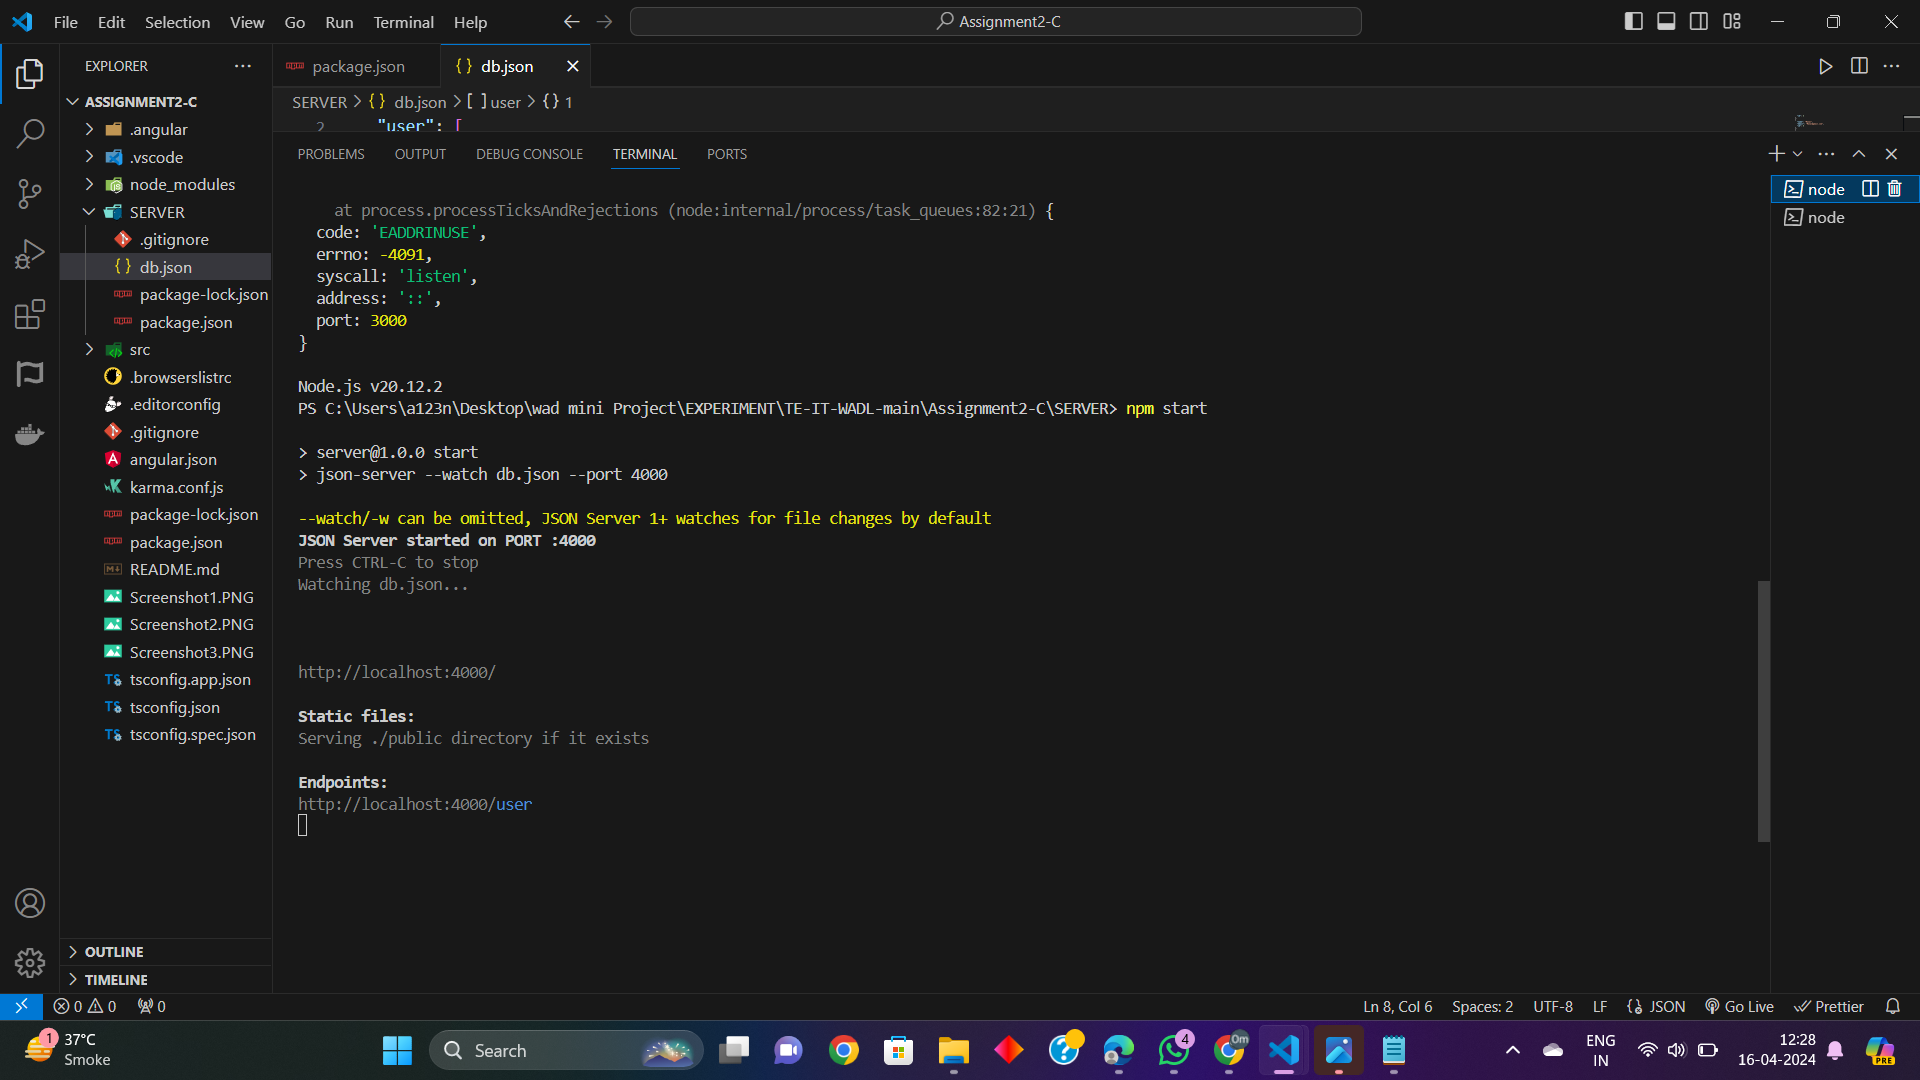 File Edit Selection View Go Run Terminal Help
Assignment2-C
EXPLORER
package.json
db.json
ASSIGNMENT2-C
SERVER > {} db.json > [ ] user > {} 1
2 "user": [
.angular
.vscode
node_modules
SERVER
.gitignore
db.json
package-lock.json
package.json
src
.browserslistrc
.editorconfig
.gitignore
angular.json
karma.conf.js
package-lock.json
package.json
README.md
Screenshot1.PNG
Screenshot2.PNG
Screenshot3.PNG
tsconfig.app.json
tsconfig.json
tsconfig.spec.json
OUTLINE
TIMELINE
PROBLEMS OUTPUT DEBUG CONSOLE TERMINAL PORTS
node
node
at process.processTicksAndRejections (node:internal/process/task_queues:82:21) {
code: 'EADDRINUSE',
errno: -4091,
syscall: 'listen',
address: '::',
port: 3000
}
Node.js v20.12.2
PS C:\Users\a123n\Desktop\wad mini Project\EXPERIMENT\TE-IT-WADL-main\Assignment2-C\SERVER> npm start
> server@1.0.0 start
> json-server --watch db.json --port 4000
--watch/-w can be omitted, JSON Server 1+ watches for file changes by default
JSON Server started on PORT :4000
Press CTRL-C to stop
Watching db.json...
http://localhost:4000/
Static files:
Serving ./public directory if it exists
Endpoints:
http://localhost:4000/user
0 0 0
Ln 8, Col 6 Spaces: 2 UTF-8 LF {} JSON Go Live Prettier
1
37°C
Smoke
Search
4
0m
ENG
IN
12:28
16-04-2024
PRE